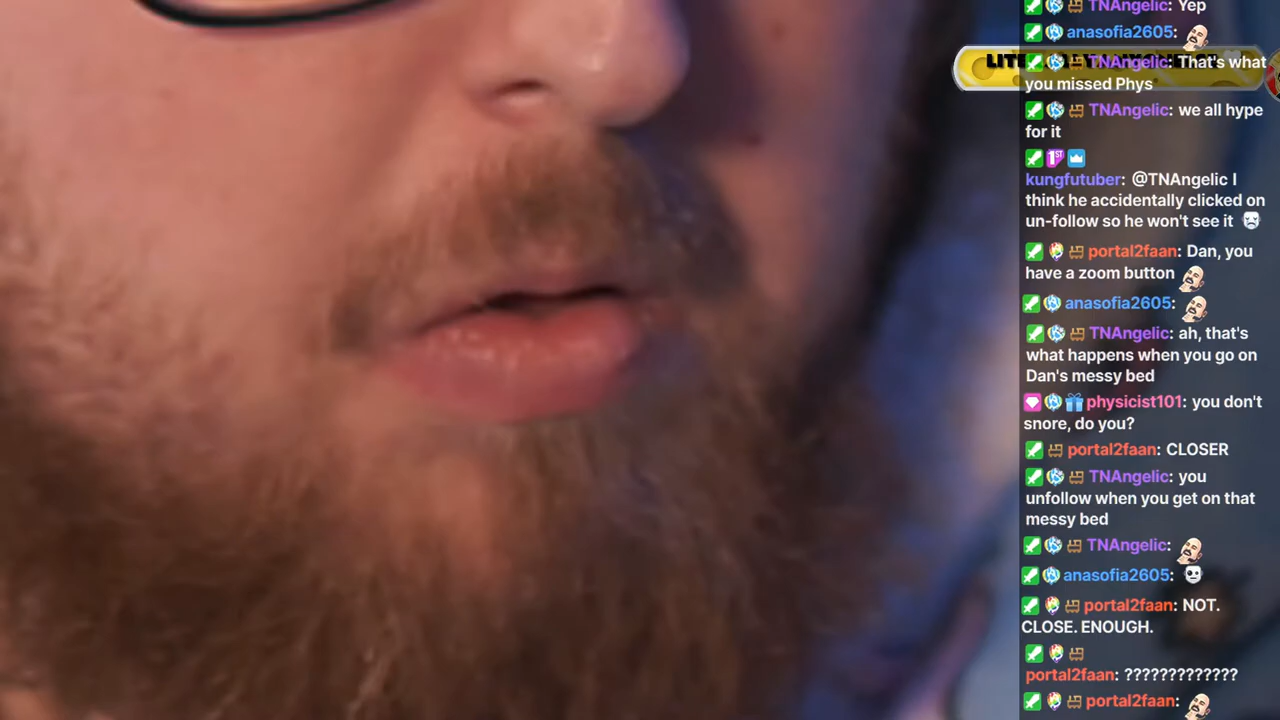 TNAngelic: Yep
anasofia2605:
TNAngelic: That's what
you missed Phys
TNAngelic: we all hype
for it
1ST
kungfutuber: @TNAngelic I
think he accidentally clicked on
un-follow so he won't see it
portal2faan: Dan, you
have a zoom button
anasofia2605:
TNAngelic: ah, that's
what happens when you go on
Dan's messy bed
physicist101: you don't
snore, do you?
portal2faan: CLOSER
TNAngelic: you
unfollow when you get on that
messy bed
TNAngelic:
anasofia2605:
portal2faan: NOT.
CLOSE. ENOUGH.
portal2faan: ?????????????
portal2faan: